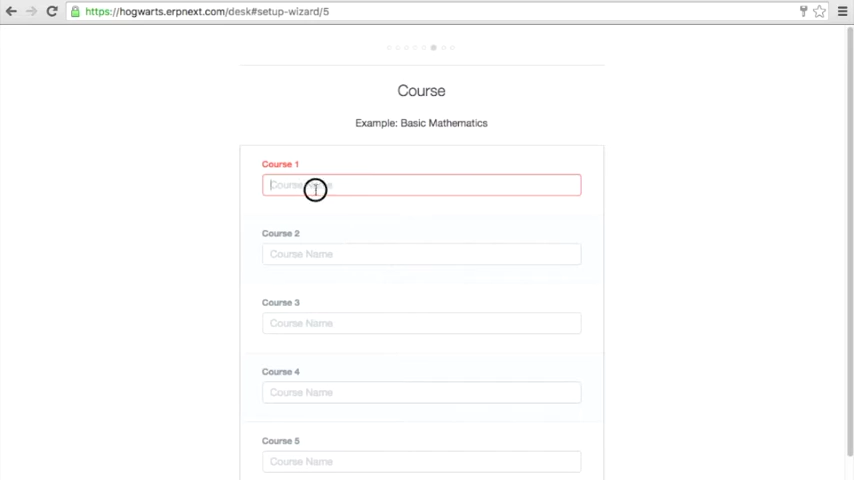 https://hogwarts.erpnext.com/desk#setup-wizard/5
Course
Example: Basic Mathematics
Course 1
Course Name
Course 2
Course Name
Course 3
Course Name
Course 4
Course Name
Course 5
Course Name